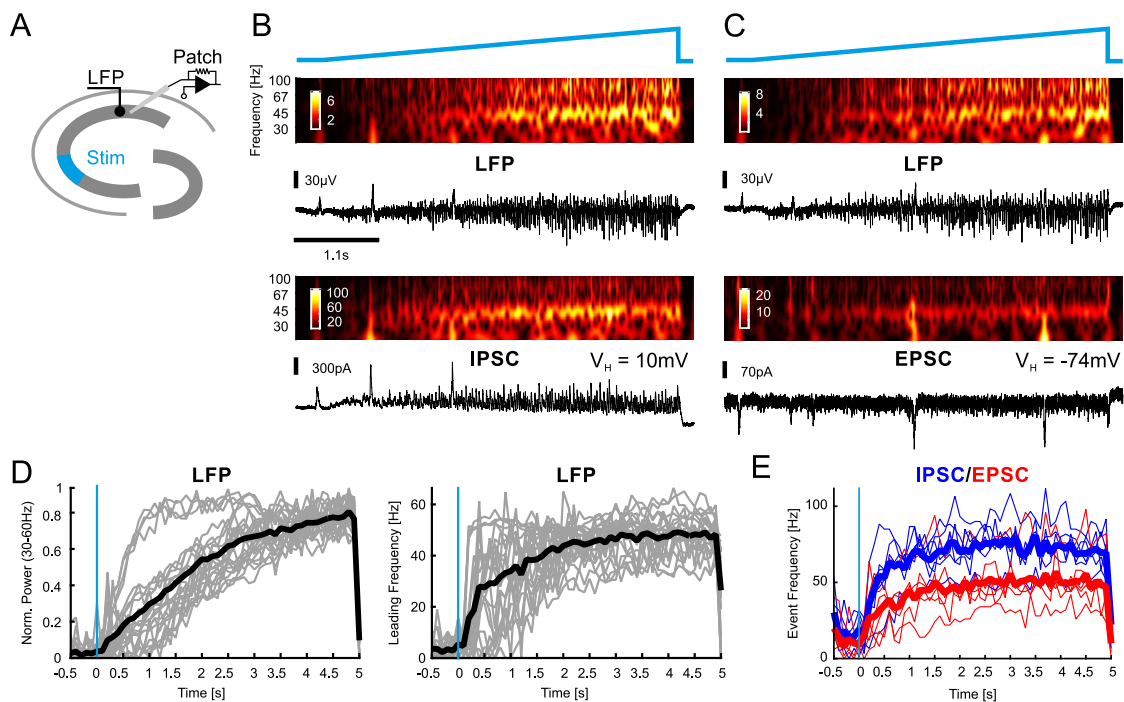 A
LFP
Patch
Stim
B
Frequency [Hz]
100
67
45
30
6
2
LFP
30µV
1.1s
100
67
45
30
100
60
20
IPSC
V_H = 10mV
300pA
C
8
4
LFP
30µV
20
10
EPSC
V_H = -74mV
70pA
D
LFP
Norm. Power (30-60Hz)
1
0.8
0.6
0.4
0.2
0
-0.5 0 0.5 1 1.5 2 2.5 3 3.5 4 4.5 5
Time [s]
LFP
Leading Frequency [Hz]
60
40
20
0
-0.5 0 0.5 1 1.5 2 2.5 3 3.5 4 4.5 5
Time [s]
E
IPSC/EPSC
Event Frequency [Hz]
100
50
0
-0.5 0 0.5 1 1.5 2 2.5 3 3.5 4 4.5 5
Time [s]